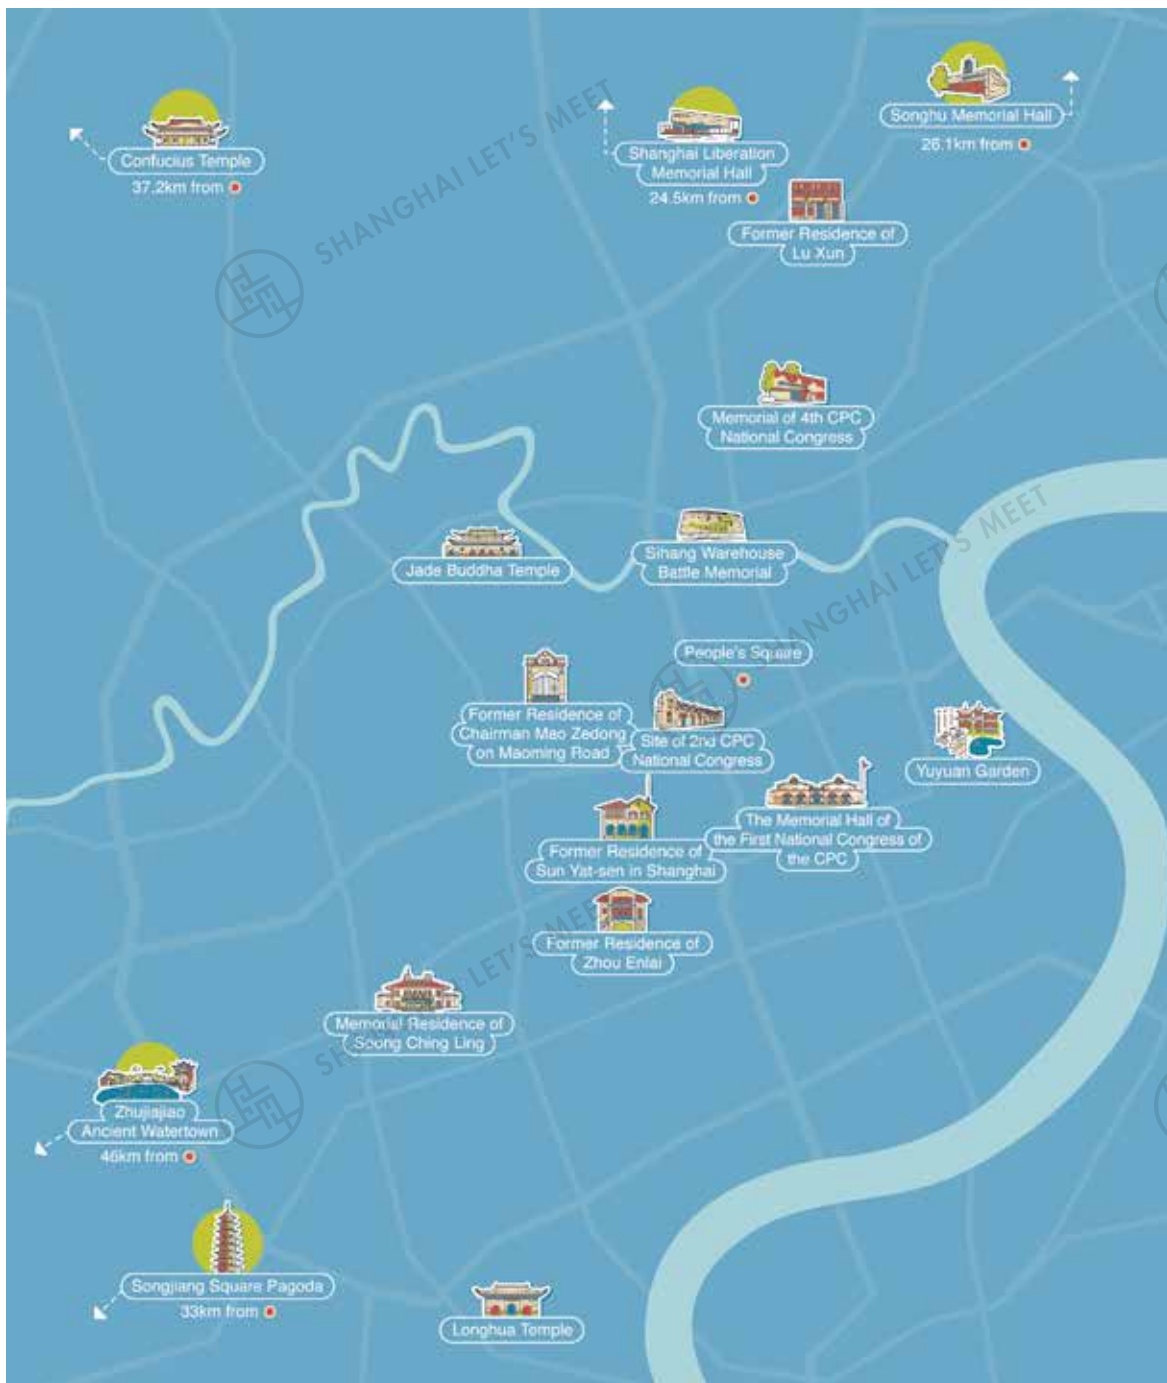 Songhu Memorial Hall
26.1km from
Confucius Temple
37.2km from
Shanghai Liberation
Memorial Hall
24.5km from
SHANGHAI LET'S MEET
Former Residence of
Lu Xun
Memorial of 4th CPC
National Congress
Jade Buddha Temple
Sihang Warehouse
Battle Memorial
SHANGHAI LET'S MEET
People's Square
Former Residence of
Chairman Mao Zedong
on Maoming Road
Site of 2nd CPC
National Congress
Yuyuan Garden
The Memorial Hall of
the First National Congress of
the CPC
Former Residence of
Sun Yat-sen in Shanghai
Former Residence of
Zhou Enlai
Memorial Residence of
Soong Ching Ling
LET'S MEET
Zhujiajiao
Ancient Watertown
46km from
Songjiang Square Pagoda
33km from
Longhua Temple